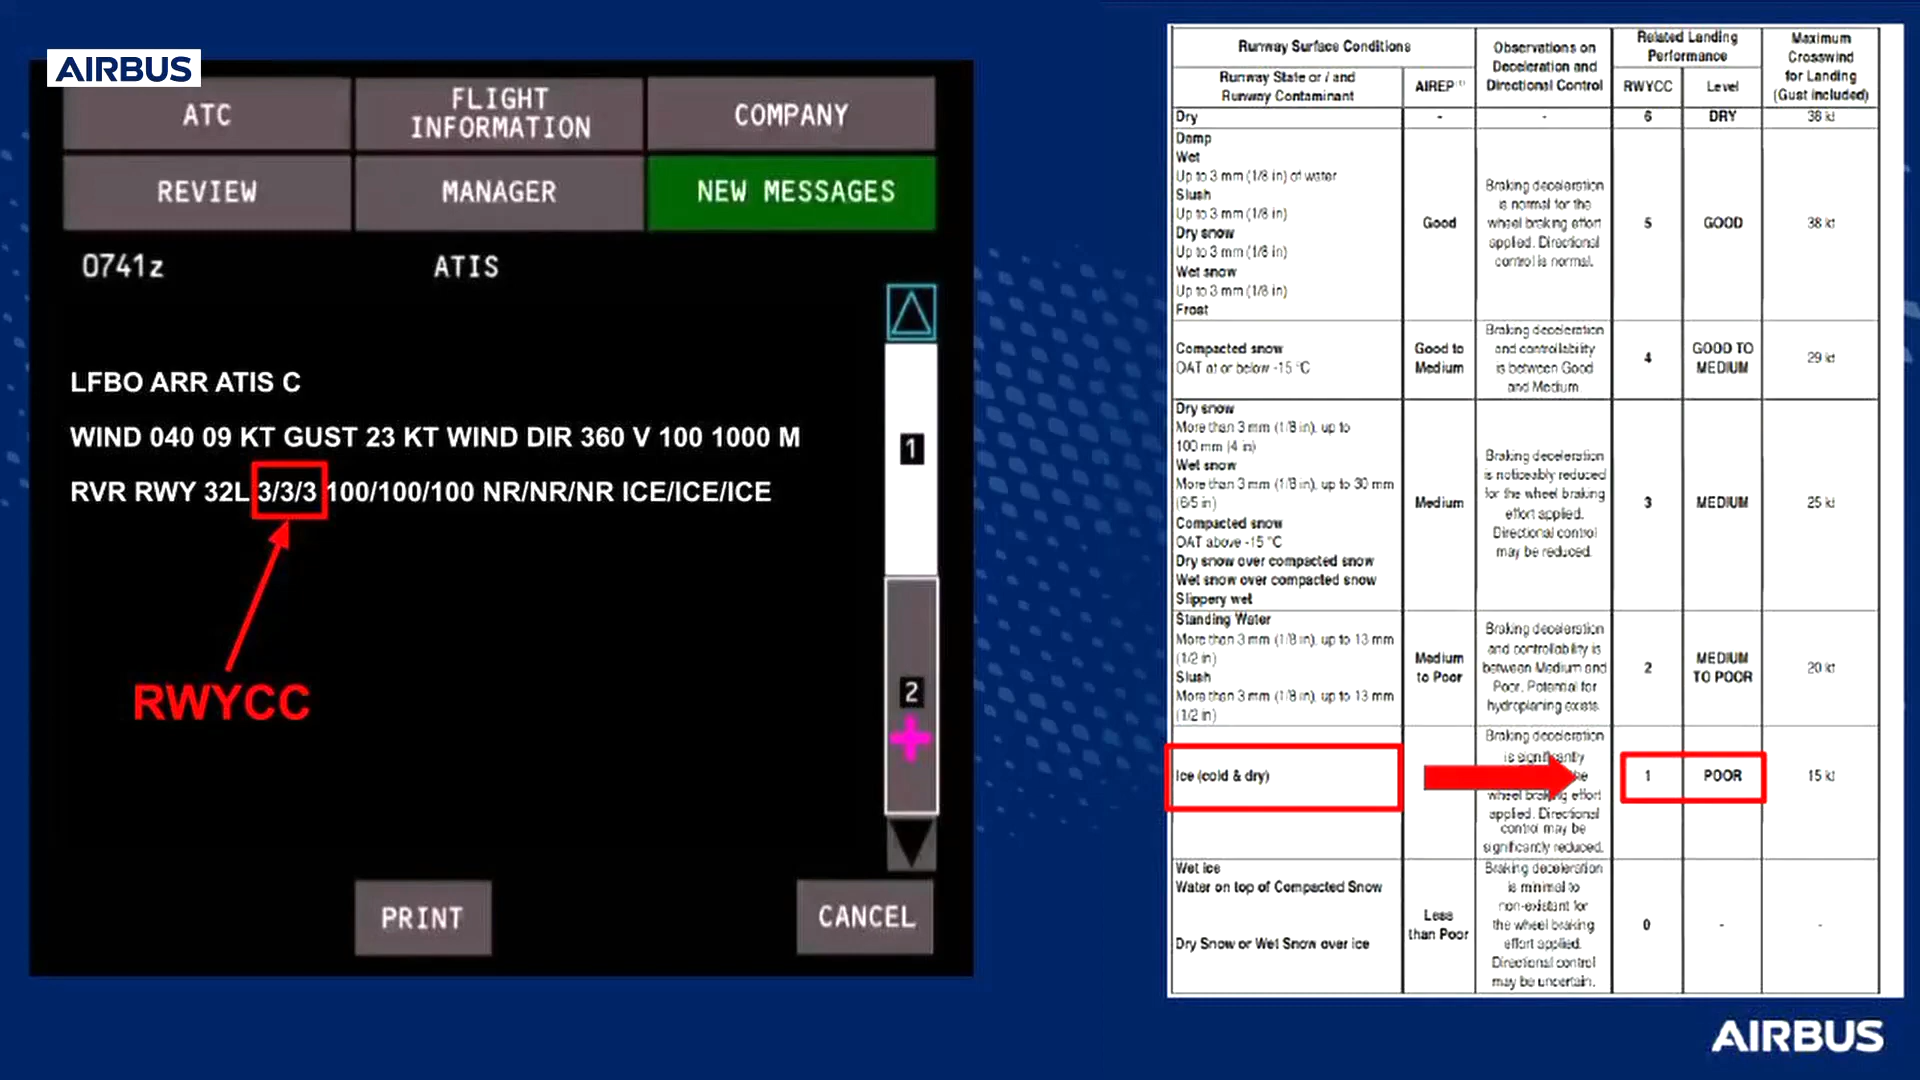 AIRBUS
ATC
FLIGHT
INFORMATION
COMPANY
REVIEW
MANAGER
NEW MESSAGES
0741z
ATIS
LFBO ARR ATIS C
WIND 040 09 KT GUST 23 KT WIND DIR 360 V 100 1000 M
RVR RWY 32L 3/3/3 100/100/100 NR/NR/NR ICE/ICE/ICE
1
2
RWYCC
PRINT
CANCEL
Runway Surface Conditions
Observations on
Deceleration and
Directional Control
Related Landing
Performance
Maximum
Crosswind
for Landing
(Gust included)
Runway State or / and
Runway Contaminant
AIREP(1)
RWYCC
Level
Dry
-
-
6
DRY
38 kt
Damp
Wet
Up to 3 mm (1/8 in) of water
Slush
Up to 3 mm (1/8 in)
Dry snow
Up to 3 mm (1/8 in)
Wet snow
Up to 3 mm (1/8 in)
Frost
Good
Braking deceleration
is normal for the
wheel braking effort
applied. Directional
control is normal.
5
GOOD
38 kt
Compacted snow
OAT at or below -15 °C
Good to
Medium
Braking deceleration
and controllability
is between Good
and Medium
4
GOOD TO
MEDIUM
29 kt
Dry snow
More than 3 mm (1/8 in), up to
100 mm (4 in)
Wet snow
More than 3 mm (1/8 in), up to 30 mm
(6/5 in)
Compacted snow
OAT above -15 °C
Dry snow over compacted snow
Wet snow over compacted snow
Slippery wet
Medium
Braking deceleration
is noticeably reduced
for the wheel braking
effort applied.
Directional control
may be reduced.
3
MEDIUM
25 kt
Standing Water
More than 3 mm (1/8 in), up to 13 mm
(1/2 in)
Slush
More than 3 mm (1/8 in), up to 13 mm
(1/2 in)
Medium
to Poor
Braking deceleration
and controllability is
between Medium and
Poor. Potential for
hydroplaning exists.
2
MEDIUM
TO POOR
20 kt
Ice (cold & dry)
Braking deceleration
is significantly
wheel braking effort
applied. Directional
control may be
significantly reduced.
1
POOR
15 kt
Wet ice
Water on top of Compacted Snow
Dry Snow or Wet Snow over ice
Less
than Poor
Braking deceleration
is minimal to
non-existent for
the wheel braking
effort applied.
Directional control
may be uncertain.
0
-
-
AIRBUS